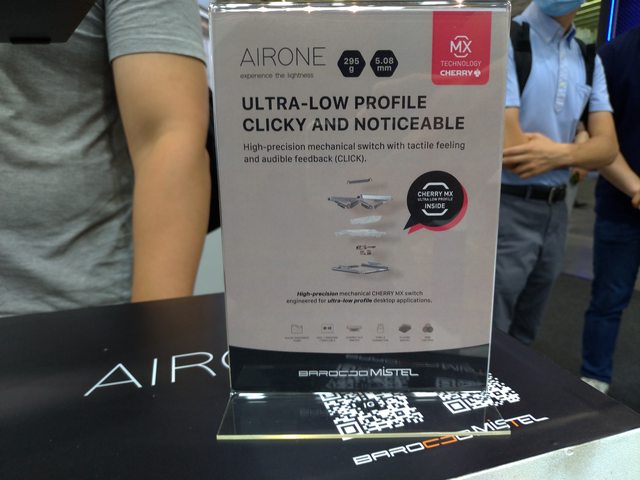 AIRONE
experience the lightness
295
g
5.08
mm
MX
TECHNOLOGY
CHERRY
ULTRA-LOW PROFILE
CLICKY AND NOTICEABLE
High-precision mechanical switch with tactile feeling
and audible feedback (CLICK).
CHERRY MX
ULTRA LOW PROFILE
INSIDE
High-precision mechanical CHERRY MX switch
engineered for ultra-low profile desktop applications.
BAROCCO MiSTEL
AIRO
IG
BAROCCO MiSTEL